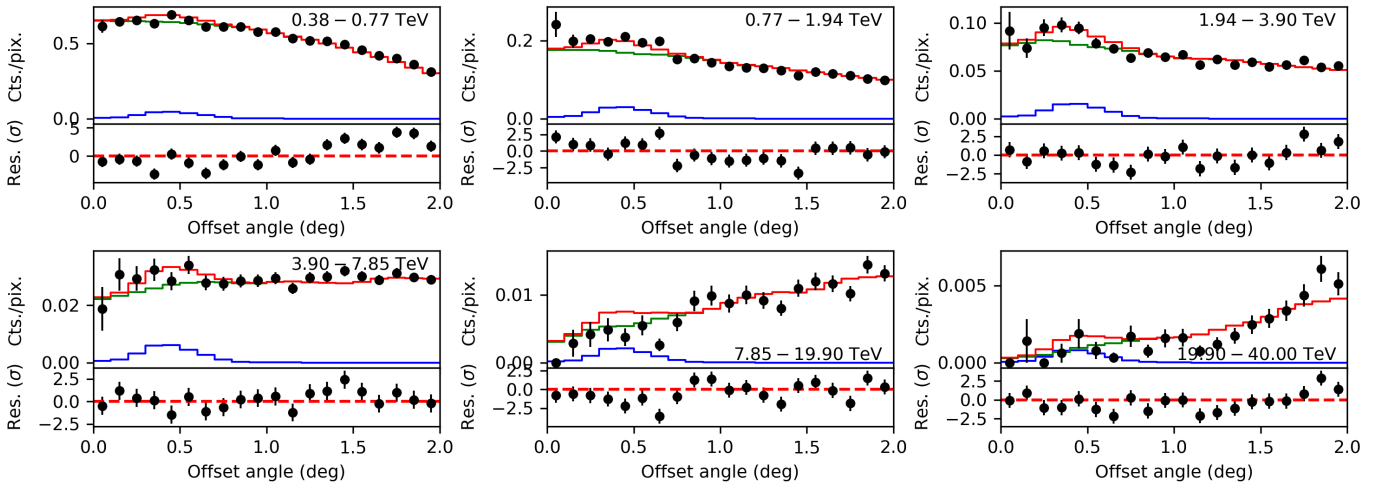 0.38 − 0.77 TeV
Cts./pix.
0.5
0.0
Res. (σ)
5
0
0.0 0.5 1.0 1.5 2.0
Offset angle (deg)
0.77 − 1.94 TeV
Cts./pix.
0.2
0.0
Res. (σ)
2.5
0.0
−2.5
0.0 0.5 1.0 1.5 2.0
Offset angle (deg)
1.94 − 3.90 TeV
Cts./pix.
0.10
0.05
0.00
Res. (σ)
2.5
0.0
−2.5
0.0 0.5 1.0 1.5 2.0
Offset angle (deg)
3.90 − 7.85 TeV
Cts./pix.
0.02
0.00
Res. (σ)
2.5
0.0
−2.5
0.0 0.5 1.0 1.5 2.0
Offset angle (deg)
7.85 − 19.90 TeV
Cts./pix.
0.01
0.00
Res. (σ)
2.5
0.0
−2.5
0.0 0.5 1.0 1.5 2.0
Offset angle (deg)
19.90 − 40.00 TeV
Cts./pix.
0.005
0.000
Res. (σ)
2.5
0.0
−2.5
0.0 0.5 1.0 1.5 2.0
Offset angle (deg)